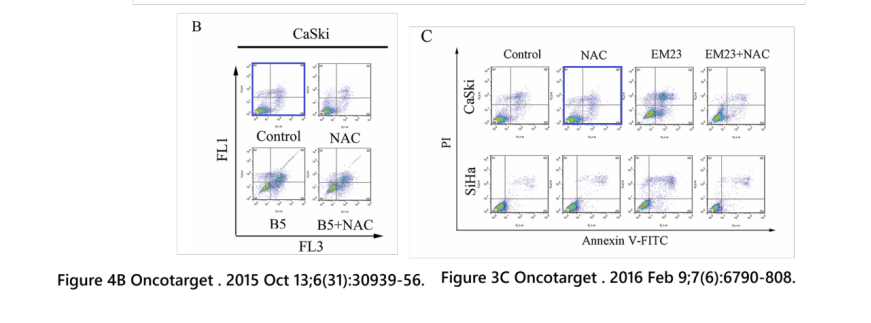 B
CaSki
FL1
Control NAC
B5 B5+NAC
FL3
C
Control NAC EM23 EM23+NAC
PI
CaSki
SiHa
Annexin V-FITC
Figure 4B Oncotarget . 2015 Oct 13;6(31):30939-56.
Figure 3C Oncotarget . 2016 Feb 9;7(6):6790-808.